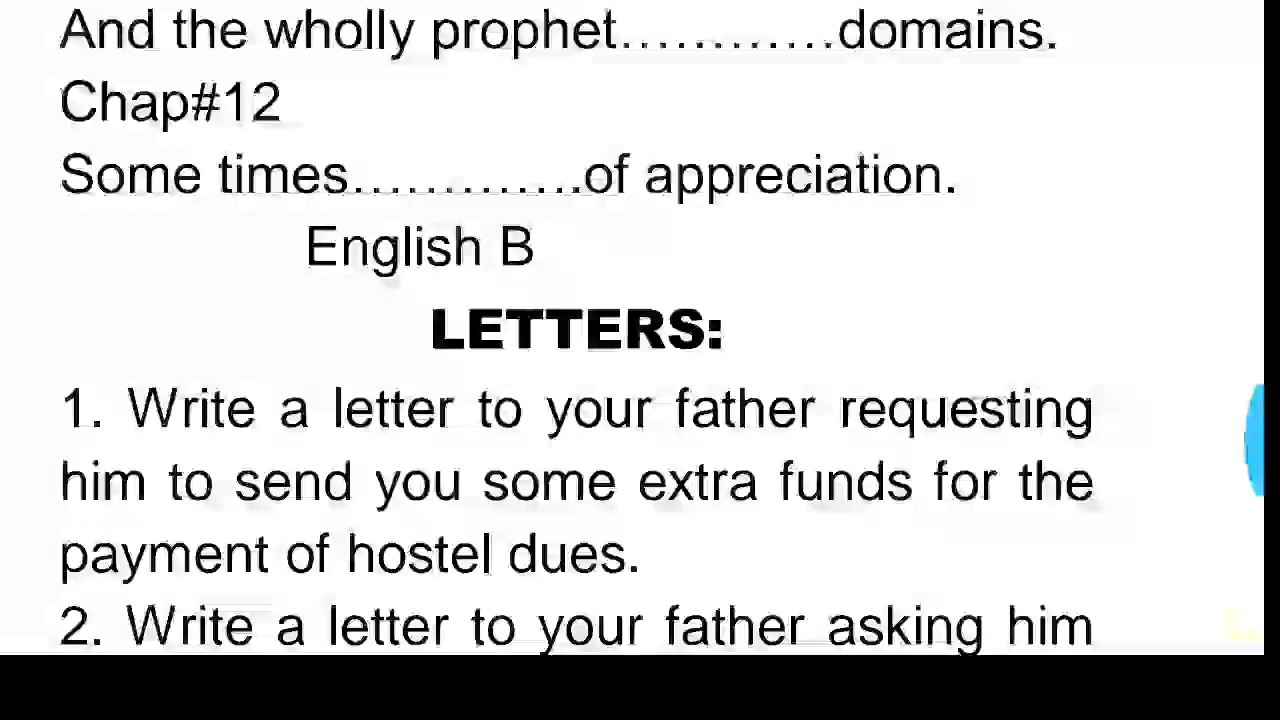 And the wholly prophet............domains.
Chap#12
Some times.............of appreciation.
English B
LETTERS:
1. Write a letter to your father requesting
him to send you some extra funds for the
payment of hostel dues.
2. Write a letter to your father asking him